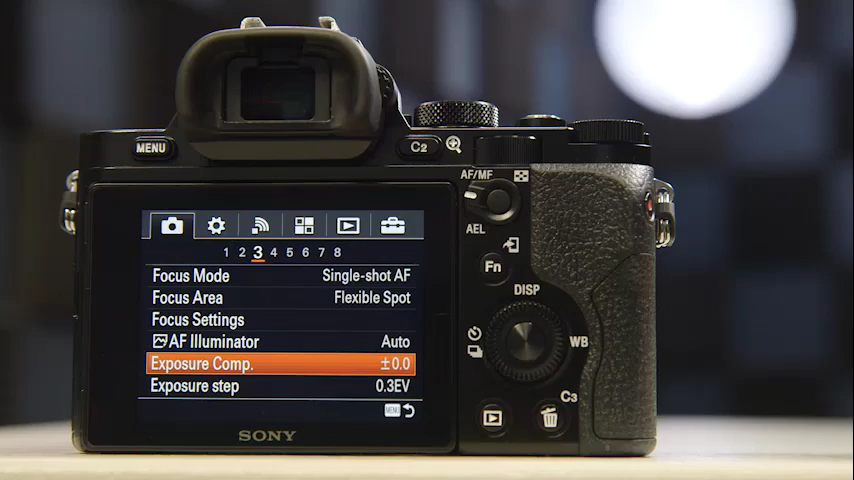 MENU
C2
AF/MF
AEL
1 2 3 4 5 6 7 8
Focus Mode Single-shot AF
Focus Area Flexible Spot
Focus Settings
AF Illuminator Auto
Exposure Comp. ±0.0
Exposure step 0.3EV
MENU
Fn
DISP
WB
C3
SONY